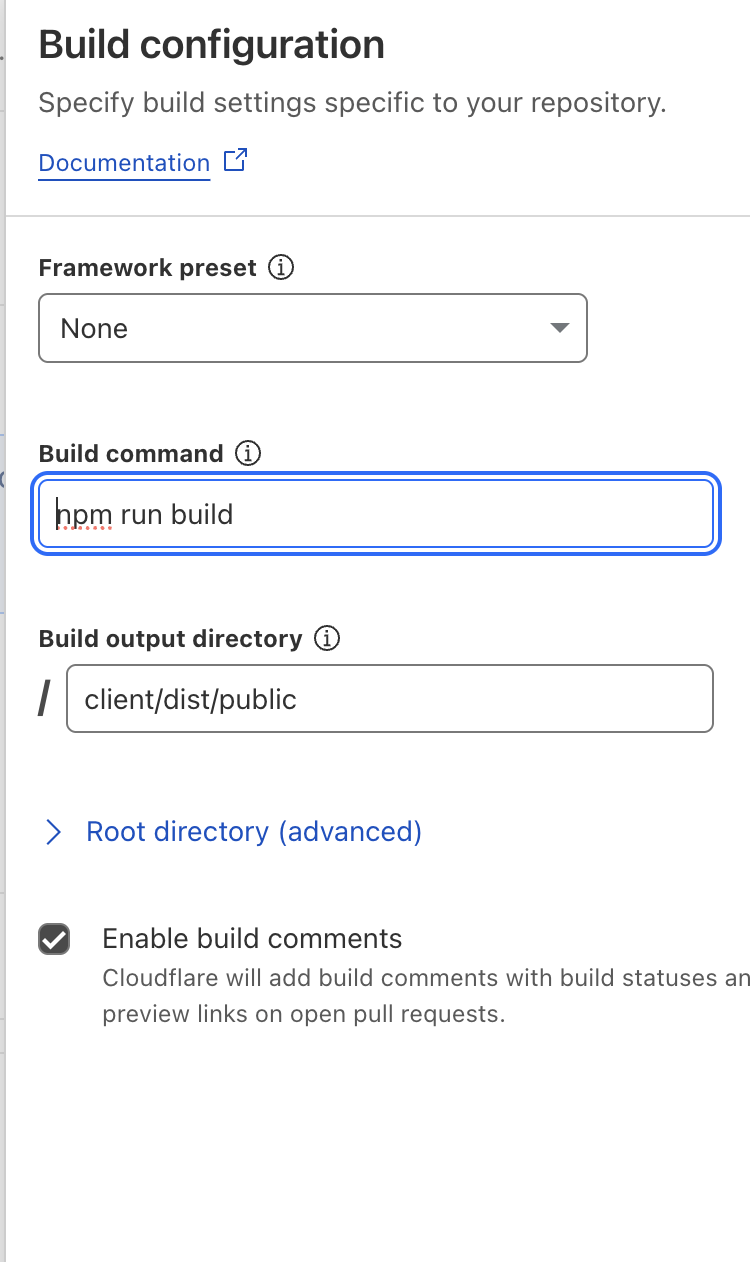 Build configuration
Specify build settings specific to your repository.
Documentation
Framework preset
None
Build command
npm run build
Build output directory
/ client/dist/public
Root directory (advanced)
Enable build comments
Cloudflare will add build comments with build statuses an
preview links on open pull requests.